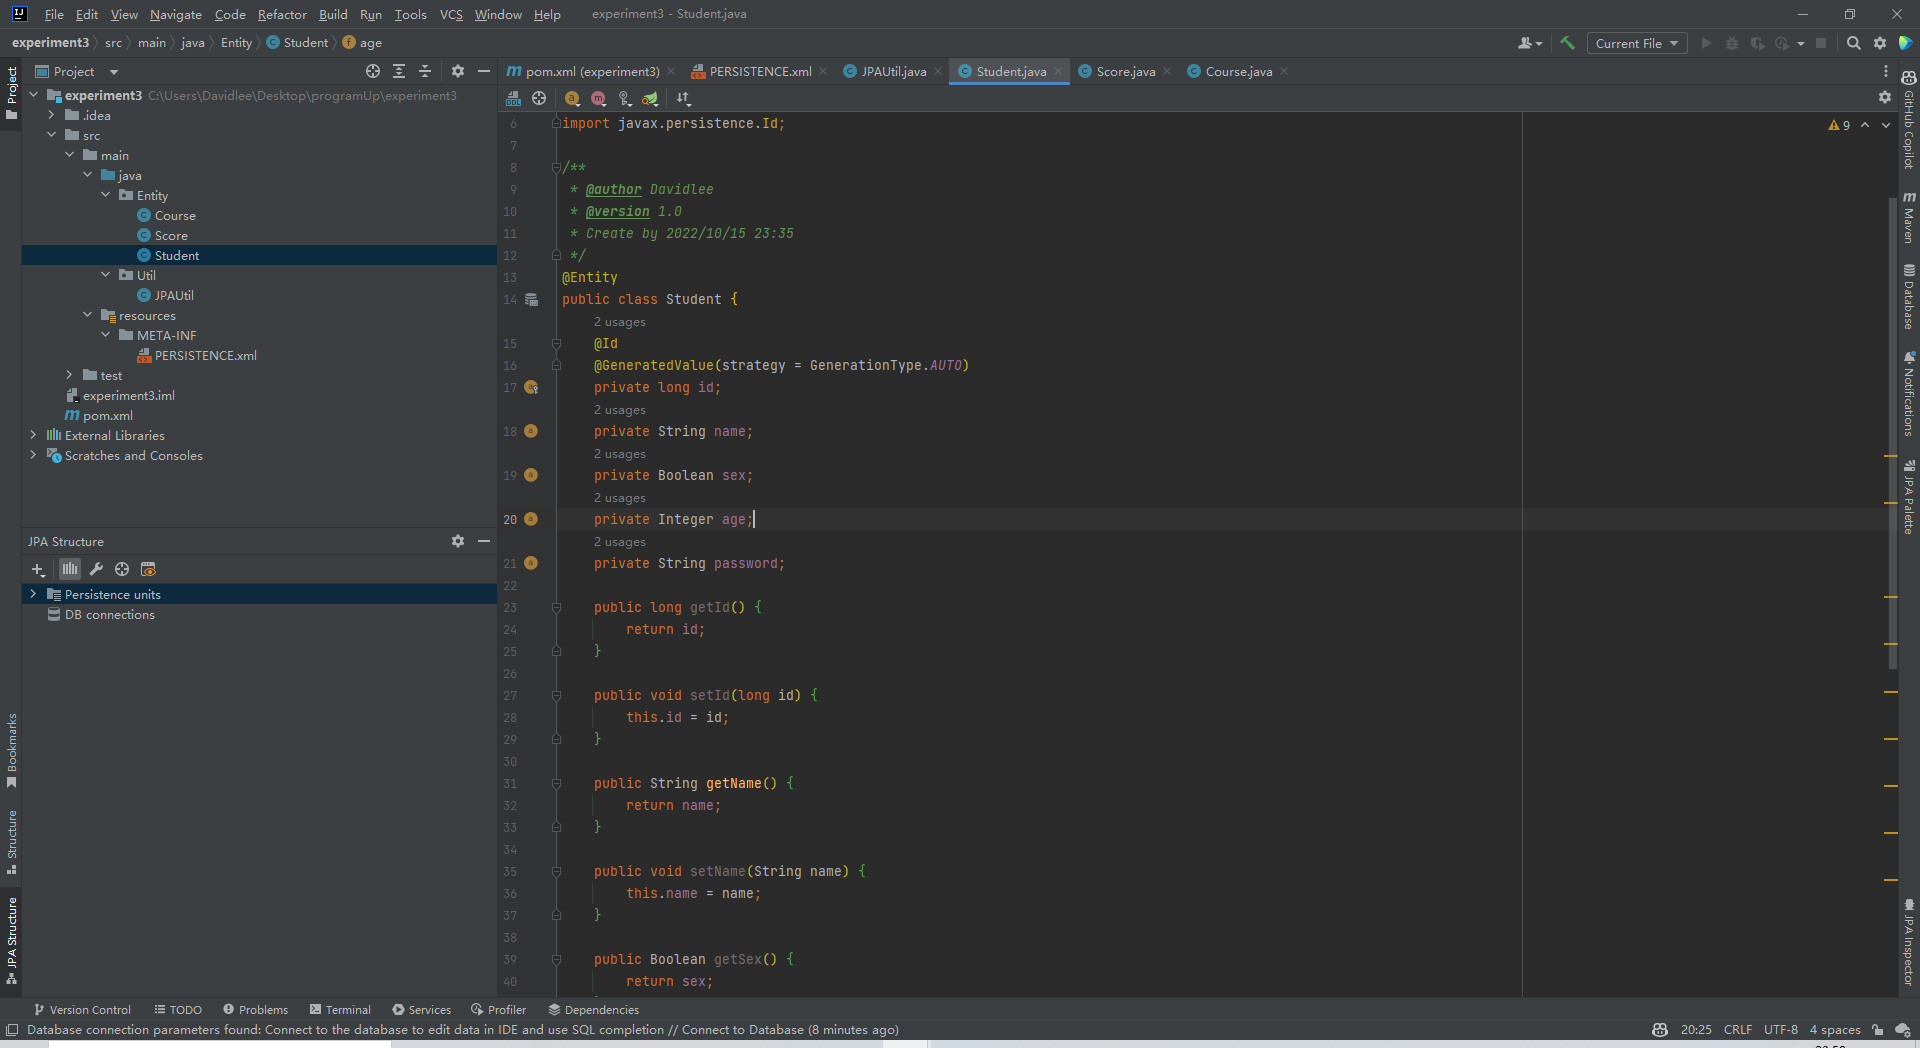 File Edit View Navigate Code Refactor Build Run Tools VCS Window Help experiment3 - Student.java
experiment3 src main java Entity Student age
Current File
Project
pom.xml (experiment3) PERSISTENCE.xml JPAUtil.java Student.java Score.java Course.java
experiment3 C:\Users\Davidlee\Desktop\programUp\experiment3
.idea
src
main
java
Entity
Course
Score
Student
Util
JPAUtil
resources
META-INF
PERSISTENCE.xml
test
experiment3.iml
pom.xml
External Libraries
Scratches and Consoles
JPA Structure
Persistence units
DB connections
Project
Bookmarks
Structure
JPA Structure
9
6 import javax.persistence.Id;
7
8 /**
9 * @author Davidlee
10 * @version 1.0
11 * Create by 2022/10/15 23:35
12 */
13 @Entity
14 public class Student {
2 usages
15 @Id
16 @GeneratedValue(strategy = GenerationType.AUTO)
17 private long id;
2 usages
18 private String name;
2 usages
19 private Boolean sex;
2 usages
20 private Integer age;
2 usages
21 private String password;
22
23 public long getId() {
24 return id;
25 }
26
27 public void setId(long id) {
28 this.id = id;
29 }
30
31 public String getName() {
32 return name;
33 }
34
35 public void setName(String name) {
36 this.name = name;
37 }
38
39 public Boolean getSex() {
40 return sex;
GitHub Copilot
Maven
Database
Notifications
JPA Palette
JPA Inspector
Version Control TODO Problems Terminal Services Profiler Dependencies
Database connection parameters found: Connect to the database to edit data in IDE and use SQL completion // Connect to Database (8 minutes ago)
20:25 CRLF UTF-8 4 spaces